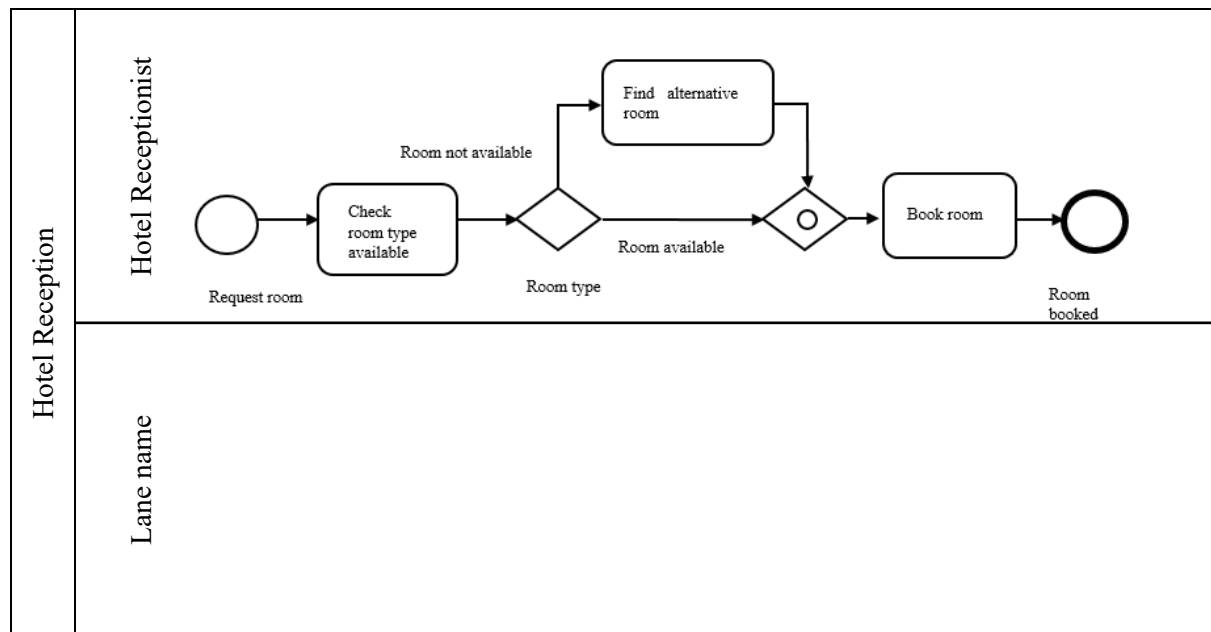 Hotel Reception
Hotel Receptionist
Request room
Check
room type
available
Room not available
Room type
Find alternative
room
Room available
Book room
Room
booked
Lane name